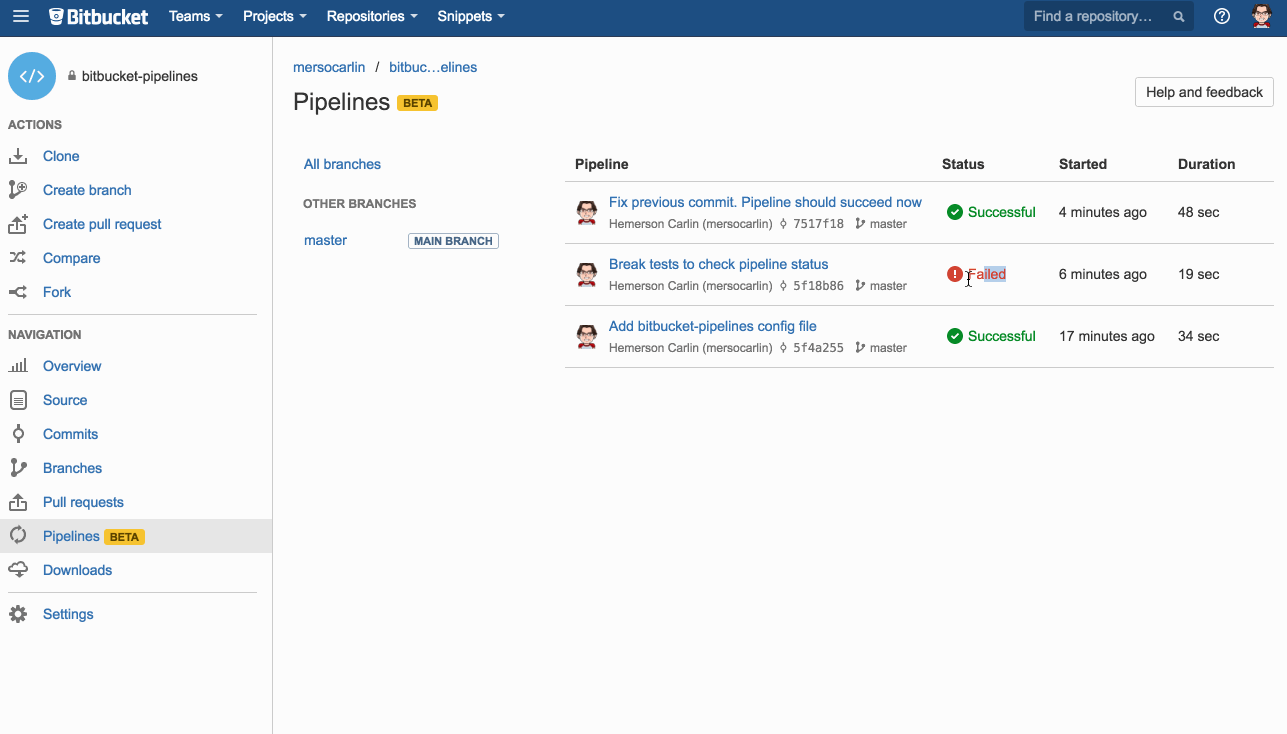 Bitbucket Teams Projects Repositories Snippets Find a repository...
</> bitbucket-pipelines
ACTIONS
Clone
Create branch
Create pull request
Compare
Fork
NAVIGATION
Overview
Source
Commits
Branches
Pull requests
Pipelines BETA
Downloads
Settings
mersocarlin / bitbuc...elines
Pipelines BETA
Help and feedback
All branches
OTHER BRANCHES
master MAIN BRANCH
Pipeline Status Started Duration
Fix previous commit. Pipeline should succeed now
Hemerson Carlin (mersocarlin) 7517f18 master
Successful 4 minutes ago 48 sec
Break tests to check pipeline status
Hemerson Carlin (mersocarlin) 5f18b86 master
Failed 6 minutes ago 19 sec
Add bitbucket-pipelines config file
Hemerson Carlin (mersocarlin) 5f4a255 master
Successful 17 minutes ago 34 sec